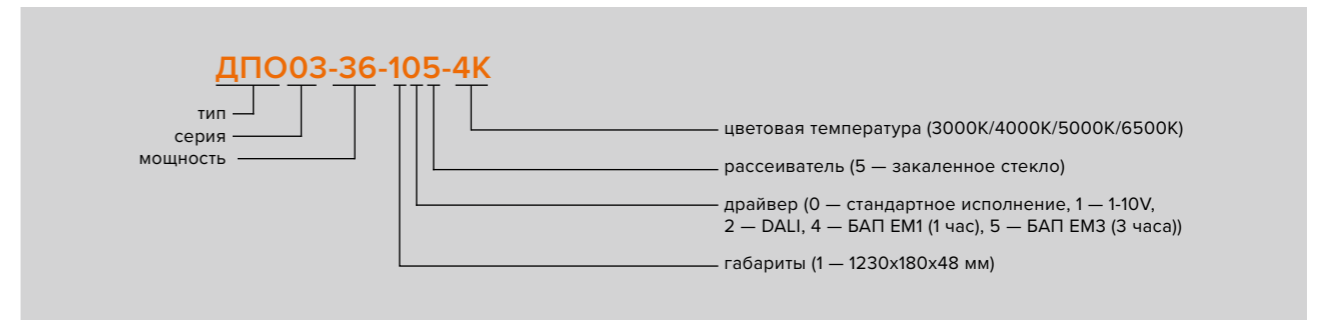 ДПО03-36-105-4К
тип
серия
мощность
цветовая температура (3000К/4000К/5000К/6500К)
рассеиватель (5 — закаленное стекло)
драйвер (0 — стандартное исполнение, 1 — 1-10V,
2 — DALI, 4 — БАП ЕМ1 (1 час), 5 — БАП ЕМ3 (3 часа))
габариты (1 — 1230х180х48 мм)